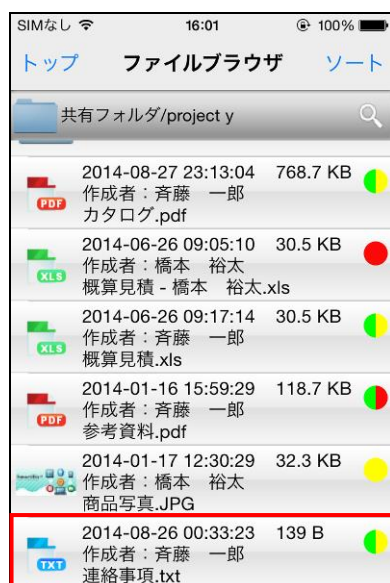 SIMなし 16:01 100%
トップ ファイルブラウザ ソート
共有フォルダ/project y
2014-08-27 23:13:04 768.7 KB
作成者：斉藤　一郎
PDF
カタログ.pdf
2014-06-26 09:05:10 30.5 KB
作成者：橋本　裕太
XLS
概算見積 - 橋本　裕太.xls
2014-06-26 09:17:14 30.5 KB
作成者：斉藤　一郎
XLS
概算見積.xls
2014-01-16 15:59:29 118.7 KB
作成者：斉藤　一郎
PDF
参考資料.pdf
2014-01-17 12:30:29 32.3 KB
作成者：橋本　裕太
商品写真.JPG
2014-08-26 00:33:23 139 B
作成者：斉藤　一郎
TXT
連絡事項.txt